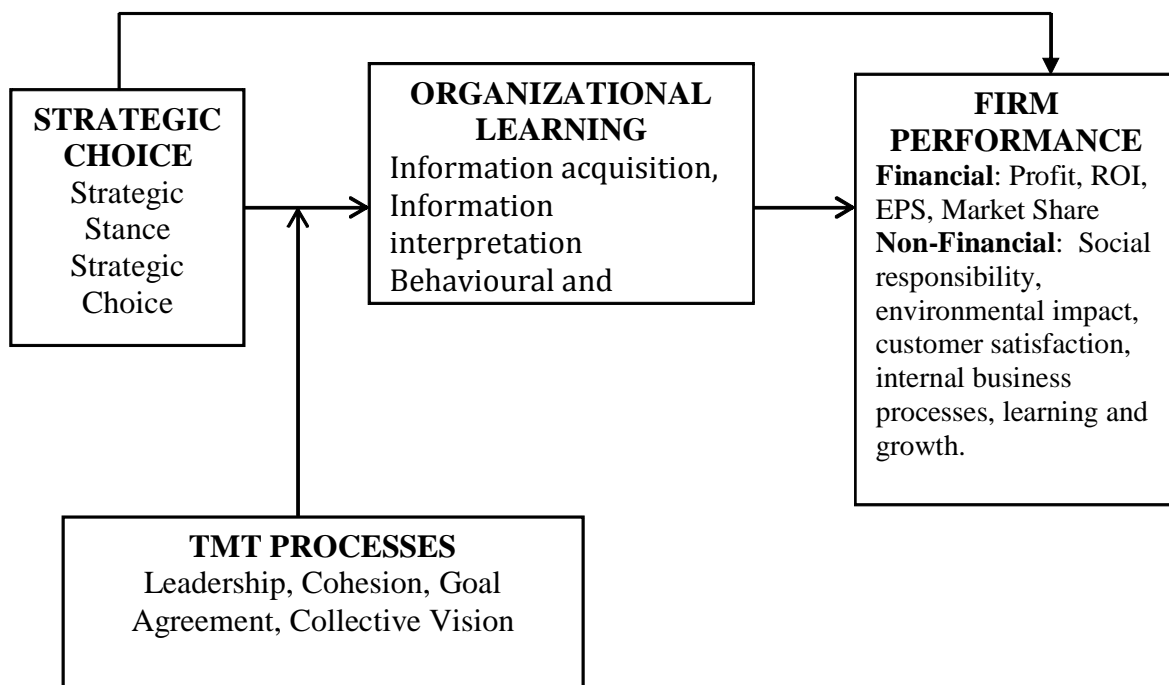 STRATEGIC
CHOICE
Strategic
Stance
Strategic
Choice
ORGANIZATIONAL
LEARNING
Information acquisition,
Information
interpretation
Behavioural and
FIRM
PERFORMANCE
Financial: Profit, ROI,
EPS, Market Share
Non-Financial: Social
responsibility,
environmental impact,
customer satisfaction,
internal business
processes, learning and
growth.
TMT PROCESSES
Leadership, Cohesion, Goal
Agreement, Collective Vision